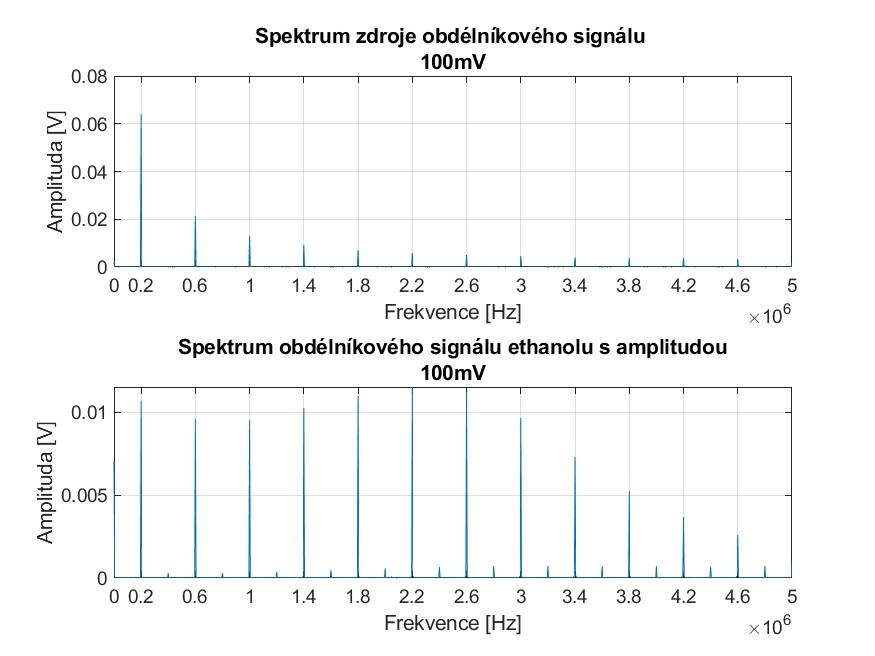 Spektrum zdroje obdélníkového signálu
100mV
Amplituda [V]
0.08
0.06
0.04
0.02
0
0 0.2 0.6 1 1.4 1.8 2.2 2.6 3 3.4 3.8 4.2 4.6 5
Frekvence [Hz]
×10⁶
Spektrum obdélníkového signálu ethanolu s amplitudou
100mV
Amplituda [V]
0.01
0.005
0
0 0.2 0.6 1 1.4 1.8 2.2 2.6 3 3.4 3.8 4.2 4.6 5
Frekvence [Hz]
×10⁶